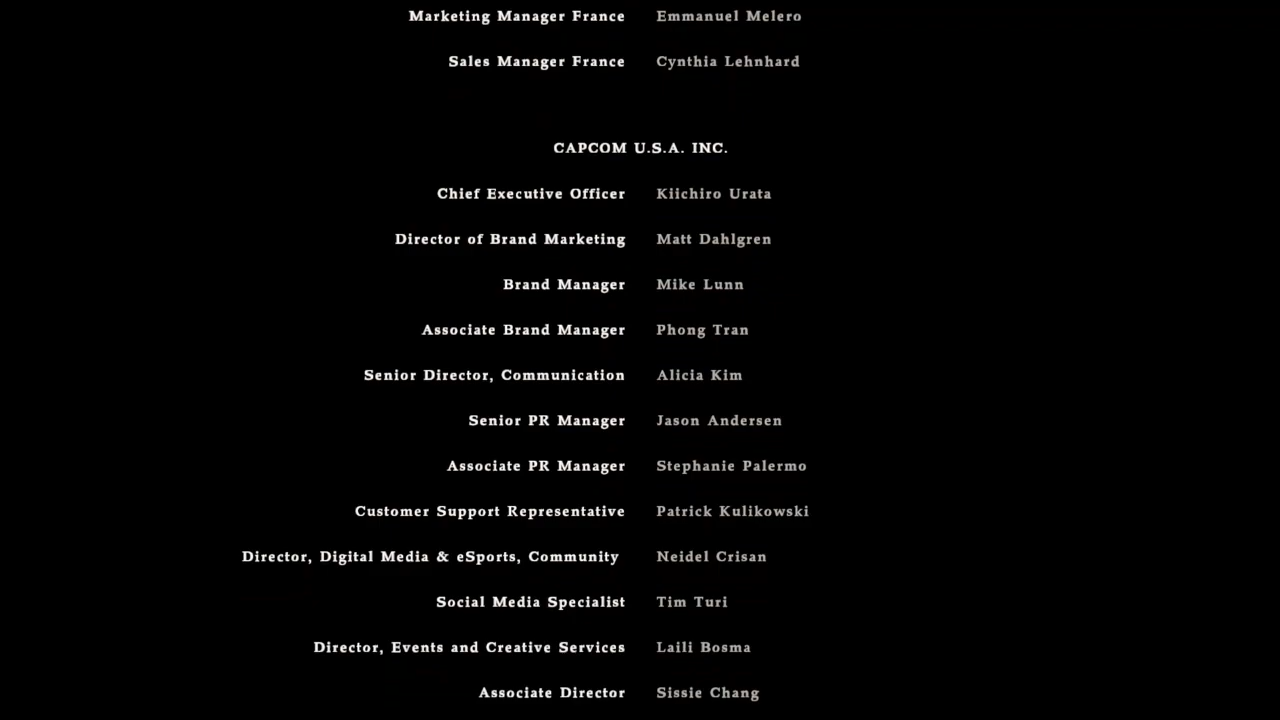 Marketing Manager France Emmanuel Melero
Sales Manager France Cynthia Lehnhard
CAPCOM U.S.A. INC.
Chief Executive Officer Kiichiro Urata
Director of Brand Marketing Matt Dahlgren
Brand Manager Mike Lunn
Associate Brand Manager Phong Tran
Senior Director, Communication Alicia Kim
Senior PR Manager Jason Andersen
Associate PR Manager Stephanie Palermo
Customer Support Representative Patrick Kulikowski
Director, Digital Media & eSports, Community Neidel Crisan
Social Media Specialist Tim Turi
Director, Events and Creative Services Laili Bosma
Associate Director Sissie Chang